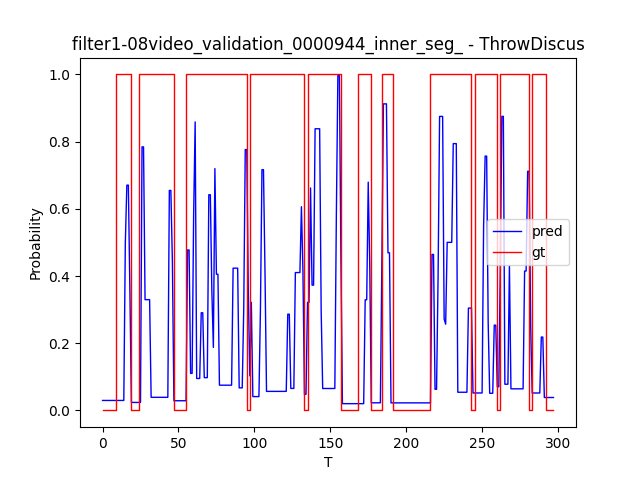 filter1-08video_validation_0000944_inner_seg_ - ThrowDiscus
1.0
0.8
0.6
0.4
0.2
0.0
Probability
pred
gt
0 50 100 150 200 250 300
T